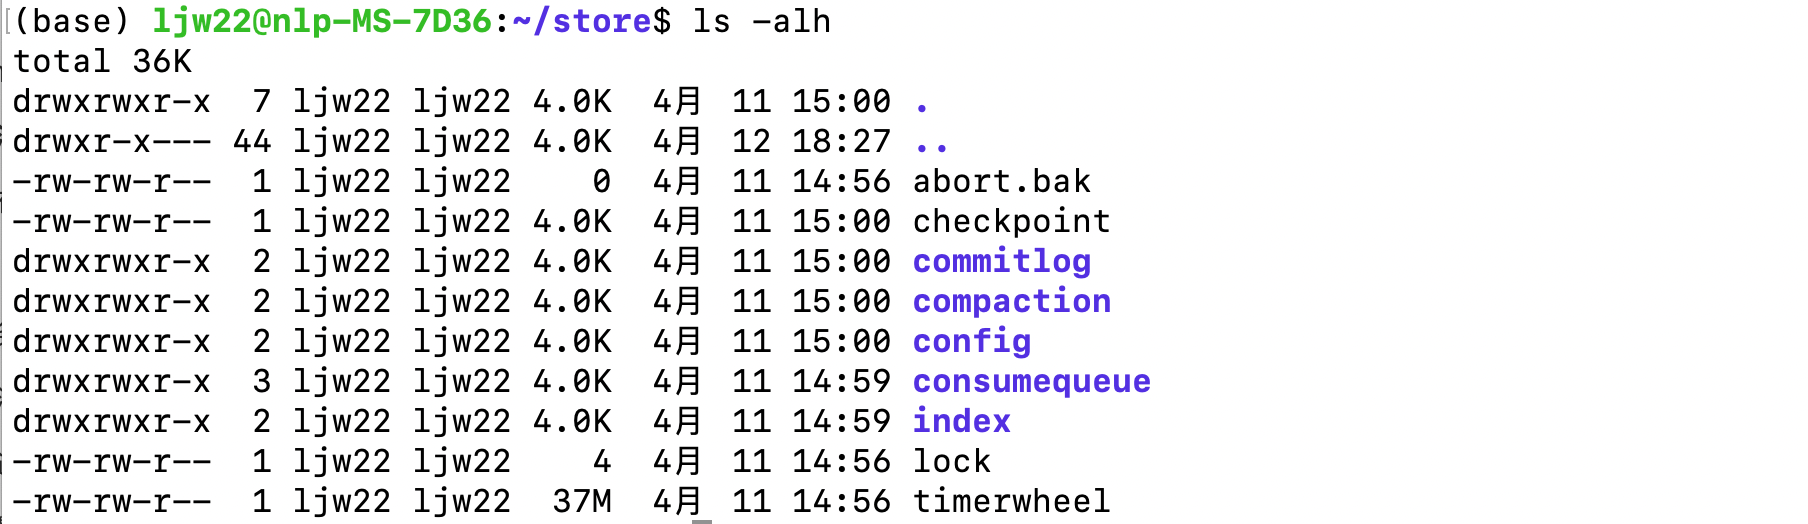 (base) ljw22@nlp-MS-7D36:~/store$ ls -alh
total 36K
drwxrwxr-x  7 ljw22 ljw22 4.0K  4月  11 15:00 .
drwxr-x--- 44 ljw22 ljw22 4.0K  4月  12 18:27 ..
-rw-rw-r--  1 ljw22 ljw22    0  4月  11 14:56 abort.bak
-rw-rw-r--  1 ljw22 ljw22 4.0K  4月  11 15:00 checkpoint
drwxrwxr-x  2 ljw22 ljw22 4.0K  4月  11 15:00 commitlog
drwxrwxr-x  2 ljw22 ljw22 4.0K  4月  11 15:00 compaction
drwxrwxr-x  2 ljw22 ljw22 4.0K  4月  11 15:00 config
drwxrwxr-x  3 ljw22 ljw22 4.0K  4月  11 14:59 consumequeue
drwxrwxr-x  2 ljw22 ljw22 4.0K  4月  11 14:59 index
-rw-rw-r--  1 ljw22 ljw22    4  4月  11 14:56 lock
-rw-rw-r--  1 ljw22 ljw22  37M  4月  11 14:56 timerwheel